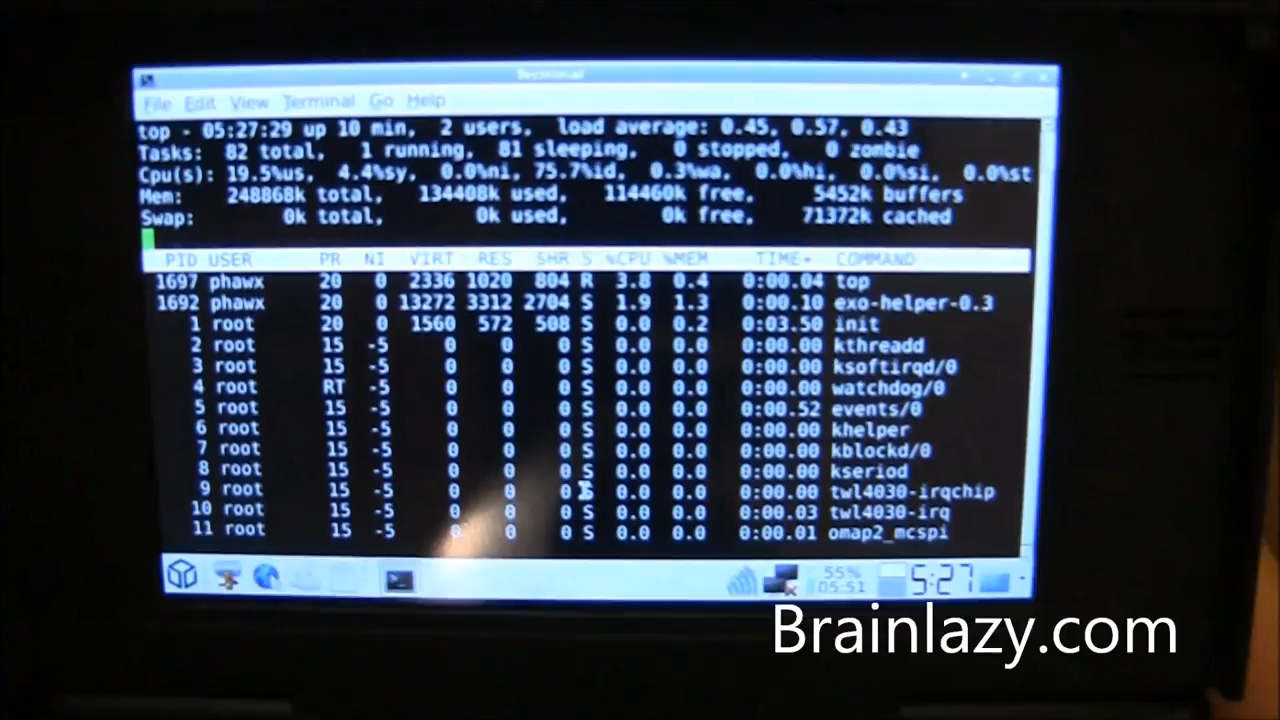 Terminal
File Edit View Terminal Go Help
top - 05:27:29 up 10 min, 2 users, load average: 0.45, 0.57, 0.43
Tasks: 82 total, 1 running, 81 sleeping, 0 stopped, 0 zombie
Cpu(s): 19.5%us, 4.4%sy, 0.0%ni, 75.7%id, 0.3%wa, 0.0%hi, 0.0%si, 0.0%st
Mem: 248868k total, 134408k used, 114460k free, 5452k buffers
Swap: 0k total, 0k used, 0k free, 71372k cached
PID USER PR NI VIRT RES SHR S %CPU %MEM TIME+ COMMAND
1697 phawx 20 0 2336 1020 804 R 3.8 0.4 0:00.04 top
1692 phawx 20 0 13272 3312 2704 S 1.9 1.3 0:00.10 exo-helper-0.3
1 root 20 0 1560 572 508 S 0.0 0.2 0:03.50 init
2 root 15 -5 0 0 0 S 0.0 0.0 0:00.00 kthreadd
3 root 15 -5 0 0 0 S 0.0 0.0 0:00.00 ksoftirqd/0
4 root RT -5 0 0 0 S 0.0 0.0 0:00.00 watchdog/0
5 root 15 -5 0 0 0 S 0.0 0.0 0:00.52 events/0
6 root 15 -5 0 0 0 S 0.0 0.0 0:00.00 khelper
7 root 15 -5 0 0 0 S 0.0 0.0 0:00.00 kblockd/0
8 root 15 -5 0 0 0 S 0.0 0.0 0:00.00 kseriod
9 root 15 -5 0 0 0 S 0.0 0.0 0:00.00 twl4030-irqchip
10 root 15 -5 0 0 0 S 0.0 0.0 0:00.03 twl4030-irq
11 root 15 -5 0 0 0 S 0.0 0.0 0:00.01 omap2_mcspi
55%
05:51
5:27
Brainlazy.com